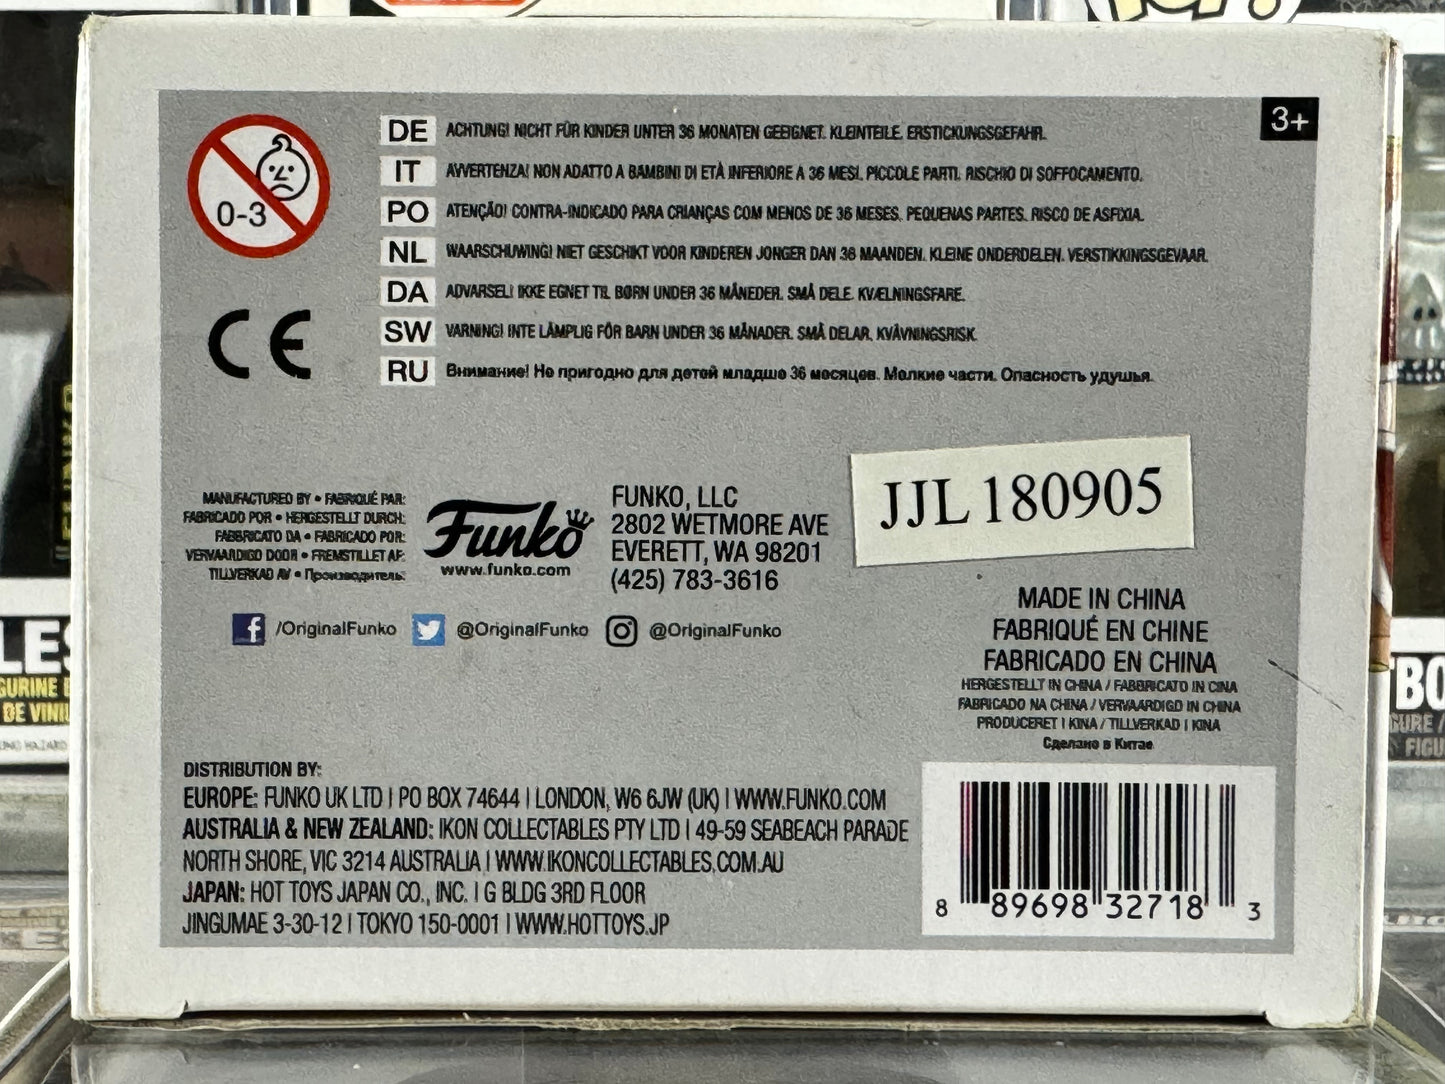 3+
0-3
DE ACHTUNG! NICHT FÜR KINDER UNTER 36 MONATEN GEEIGNET. KLEINTEILE. ERSTICKUNGSGEFAHR.
IT AVVERTENZA! NON ADATTO A BAMBINI DI ETÀ INFERIORE A 36 MESI. PICCOLE PARTI. RISCHIO DI SOFFOCAMENTO.
PO ATENÇÃO! CONTRA-INDICADO PARA CRIANÇAS COM MENOS DE 36 MESES. PEQUENAS PARTES. RISCO DE ASFIXIA.
NL WAARSCHUWING! NIET GESCHIKT VOOR KINDEREN JONGER DAN 36 MAANDEN. KLEINE ONDERDELEN. VERSTIKKINGSGEVAAR.
DA ADVARSEL! IKKE EGNET TIL BØRN UNDER 36 MÅNEDER. SMÅ DELE. KVÆLNINGSFARE.
SW VARNING! INTE LÄMPLIG FÖR BARN UNDER 36 MÅNADER. SMÅ DELAR. KVÄVNINGSRISK.
RU Внимание! Не пригодно для детей младше 36 месяцев. Мелкие части. Опасность удушья.
CE
MANUFACTURED BY • FABRIQUÉ PAR:
FABRICADO POR • HERGESTELLT DURCH:
FABBRICATO DA • FABRICADO POR:
VERVAARDIGD DOOR • FREMSTILLET AF:
TILLVERKAD AV • Производитель:
Funko
www.funko.com
FUNKO, LLC
2802 WETMORE AVE
EVERETT, WA 98201
(425) 783-3616
JJL 180905
/OriginalFunko @OriginalFunko @OriginalFunko
MADE IN CHINA
FABRIQUÉ EN CHINE
FABRICADO EN CHINA
HERGESTELLT IN CHINA / FABBRICATO IN CINA
FABRICADO NA CHINA / VERVAARDIGD IN CHINA
PRODUCERET I KINA / TILLVERKAD I KINA
Сделано в Китае
DISTRIBUTION BY:
EUROPE: FUNKO UK LTD | PO BOX 74644 | LONDON, W6 6JW (UK) | WWW.FUNKO.COM
AUSTRALIA & NEW ZEALAND: IKON COLLECTABLES PTY LTD | 49-59 SEABEACH PARADE
NORTH SHORE, VIC 3214 AUSTRALIA | WWW.IKONCOLLECTABLES.COM.AU
JAPAN: HOT TOYS JAPAN CO., INC. | G BLDG 3RD FLOOR
JINGUMAE 3-30-12 | TOKYO 150-0001 | WWW.HOTTOYS.JP
8 89698 32718 3